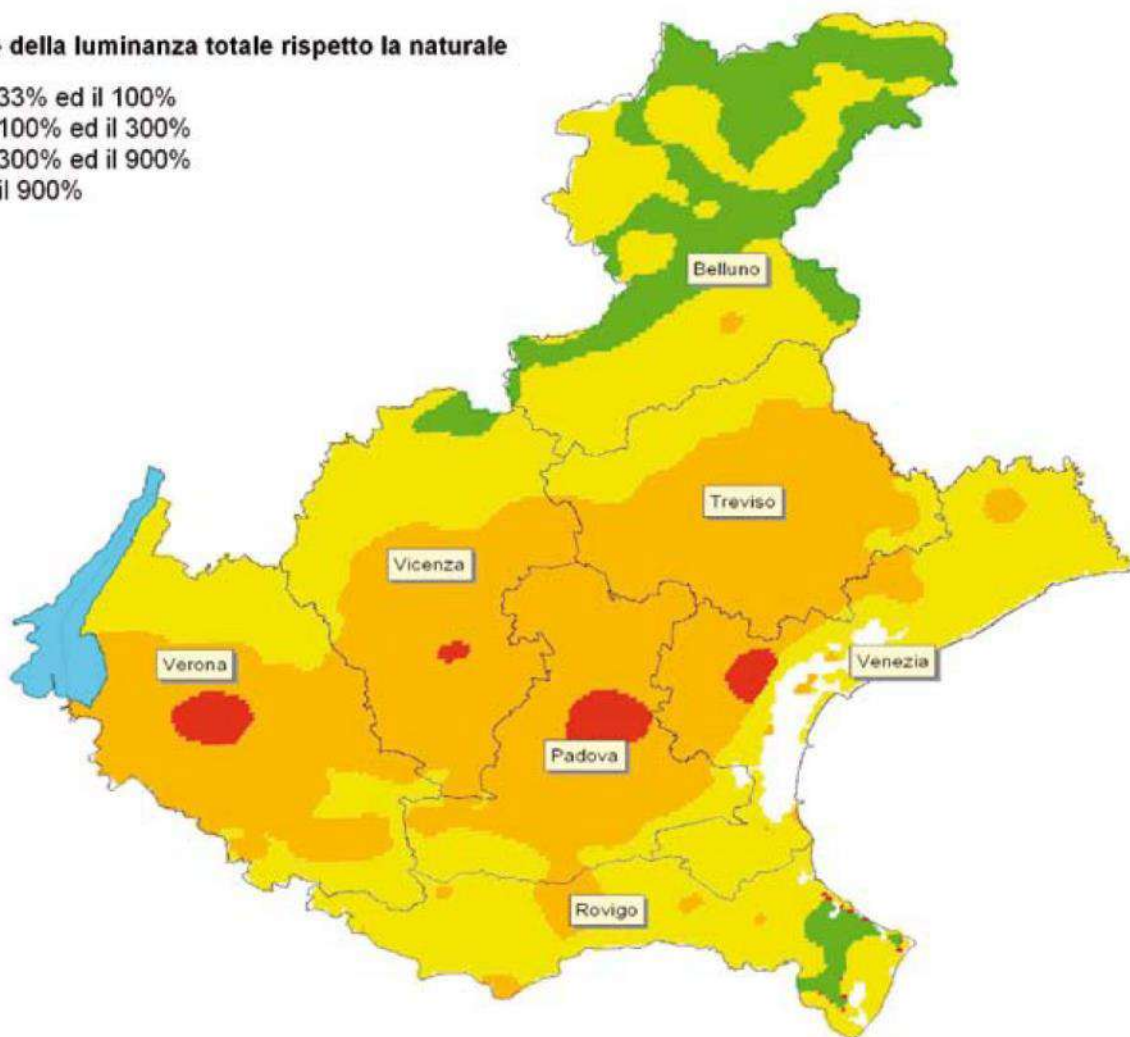 della luminanza totale rispetto la naturale
33% ed il 100%
100% ed il 300%
300% ed il 900%
il 900%
Belluno
Treviso
Vicenza
Verona
Venezia
Padova
Rovigo